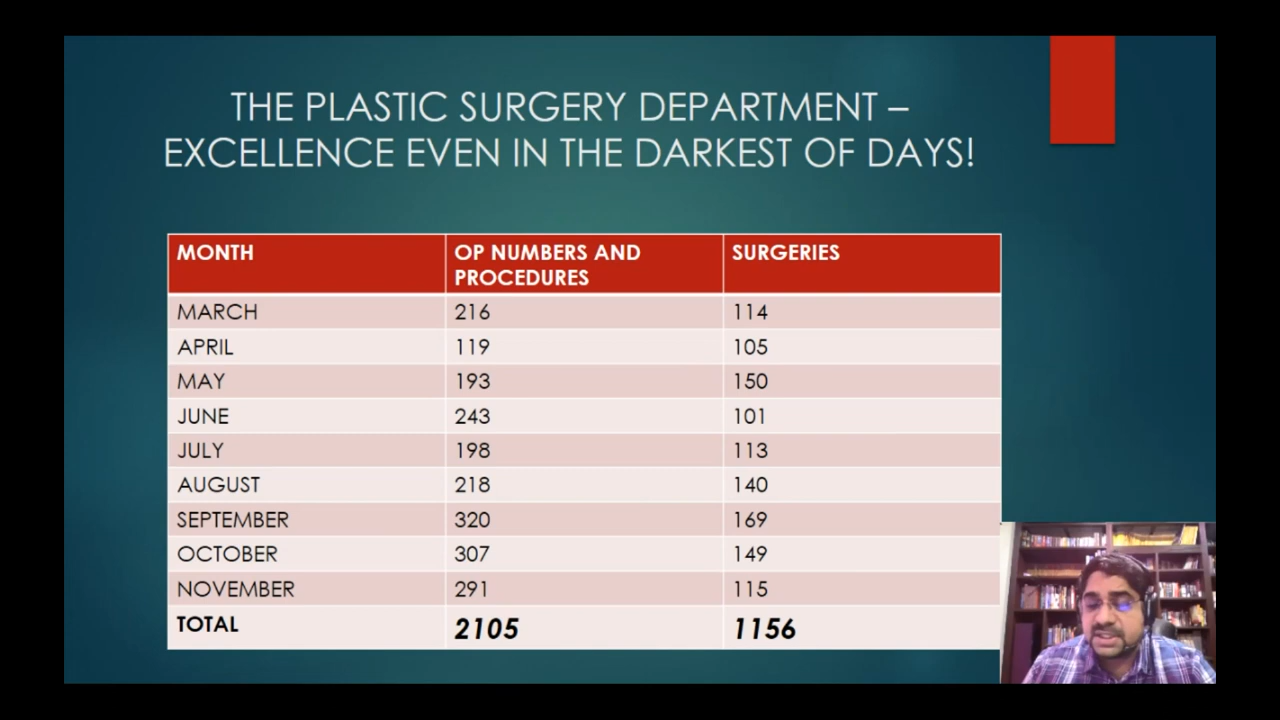 THE PLASTIC SURGERY DEPARTMENT –
EXCELLENCE EVEN IN THE DARKEST OF DAYS!
MONTH OP NUMBERS AND PROCEDURES SURGERIES
MARCH 216 114
APRIL 119 105
MAY 193 150
JUNE 243 101
JULY 198 113
AUGUST 218 140
SEPTEMBER 320 169
OCTOBER 307 149
NOVEMBER 291 115
TOTAL 2105 1156